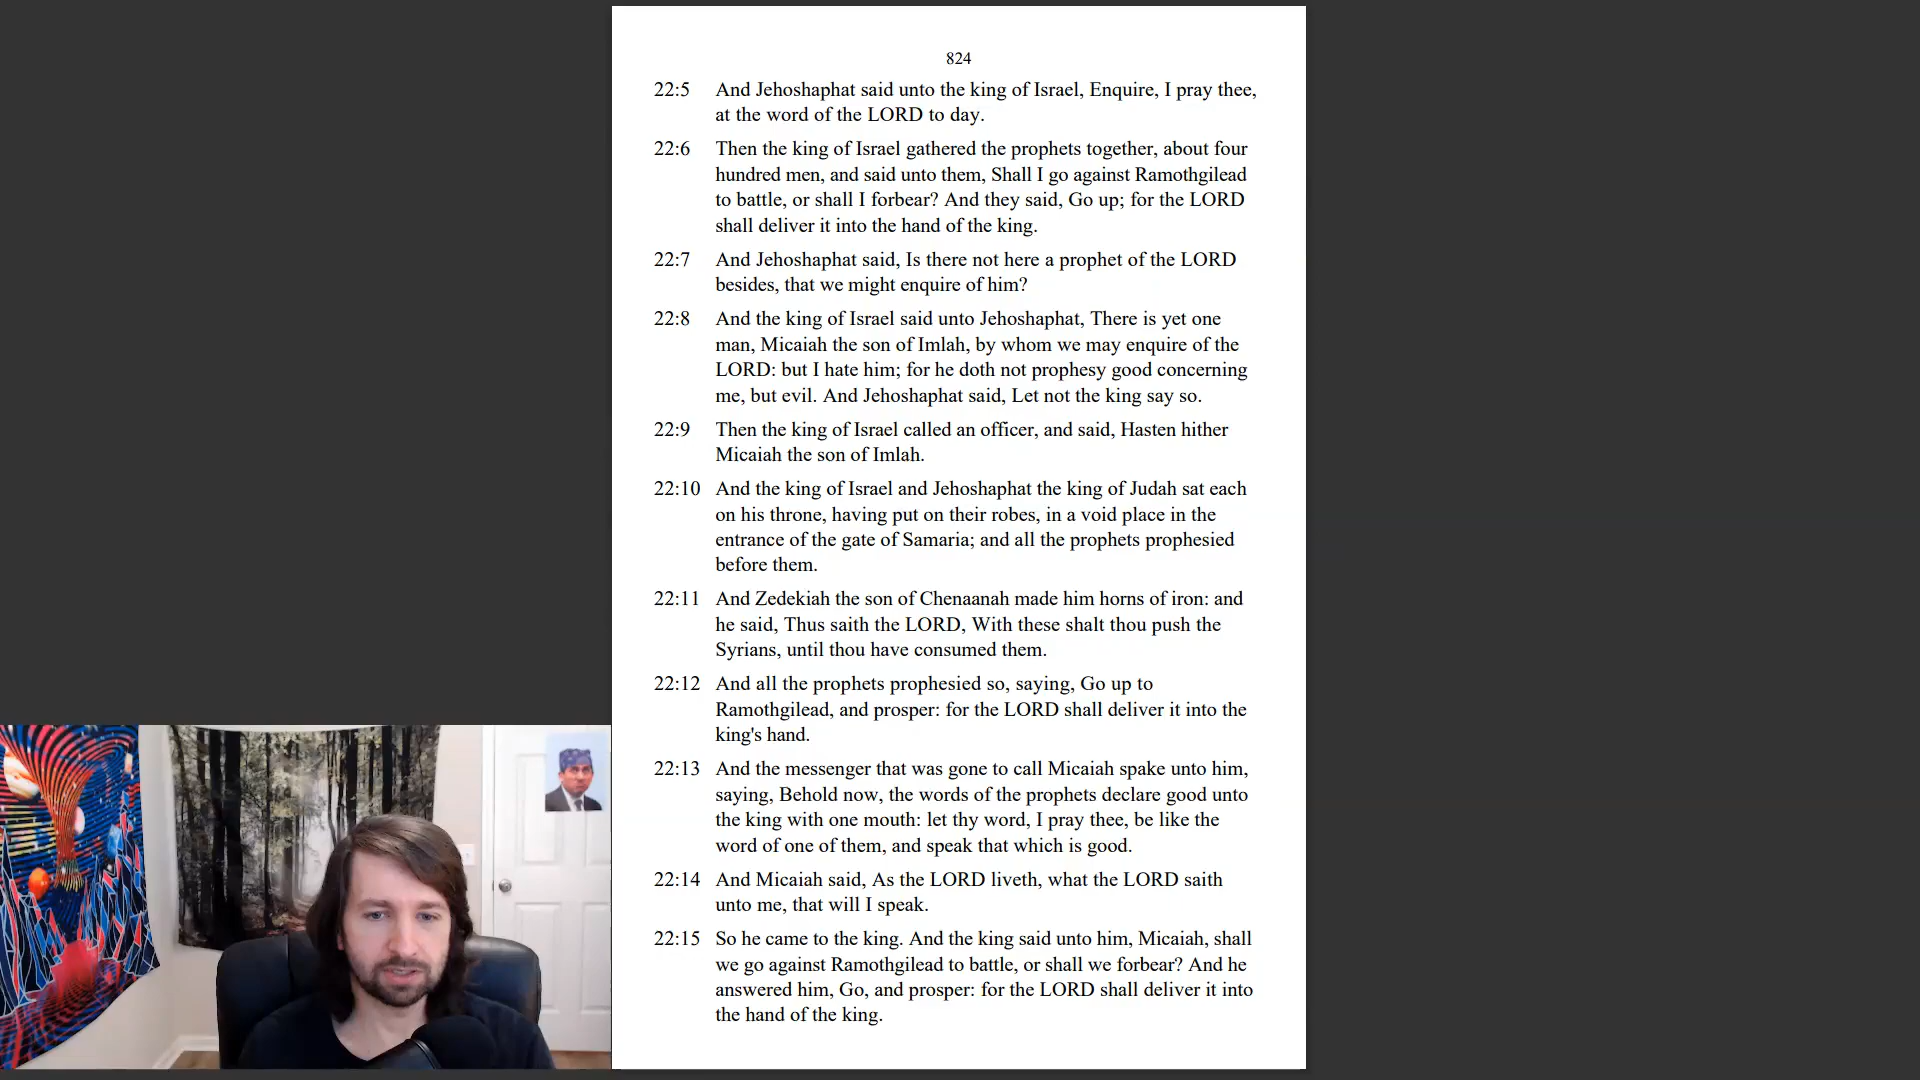 824
22:5 And Jehoshaphat said unto the king of Israel, Enquire, I pray thee,
at the word of the LORD to day.
22:6 Then the king of Israel gathered the prophets together, about four
hundred men, and said unto them, Shall I go against Ramothgilead
to battle, or shall I forbear? And they said, Go up; for the LORD
shall deliver it into the hand of the king.
22:7 And Jehoshaphat said, Is there not here a prophet of the LORD
besides, that we might enquire of him?
22:8 And the king of Israel said unto Jehoshaphat, There is yet one
man, Micaiah the son of Imlah, by whom we may enquire of the
LORD: but I hate him; for he doth not prophesy good concerning
me, but evil. And Jehoshaphat said, Let not the king say so.
22:9 Then the king of Israel called an officer, and said, Hasten hither
Micaiah the son of Imlah.
22:10 And the king of Israel and Jehoshaphat the king of Judah sat each
on his throne, having put on their robes, in a void place in the
entrance of the gate of Samaria; and all the prophets prophesied
before them.
22:11 And Zedekiah the son of Chenaanah made him horns of iron: and
he said, Thus saith the LORD, With these shalt thou push the
Syrians, until thou have consumed them.
22:12 And all the prophets prophesied so, saying, Go up to
Ramothgilead, and prosper: for the LORD shall deliver it into the
king's hand.
22:13 And the messenger that was gone to call Micaiah spake unto him,
saying, Behold now, the words of the prophets declare good unto
the king with one mouth: let thy word, I pray thee, be like the
word of one of them, and speak that which is good.
22:14 And Micaiah said, As the LORD liveth, what the LORD saith
unto me, that will I speak.
22:15 So he came to the king. And the king said unto him, Micaiah, shall
we go against Ramothgilead to battle, or shall we forbear? And he
answered him, Go, and prosper: for the LORD shall deliver it into
the hand of the king.